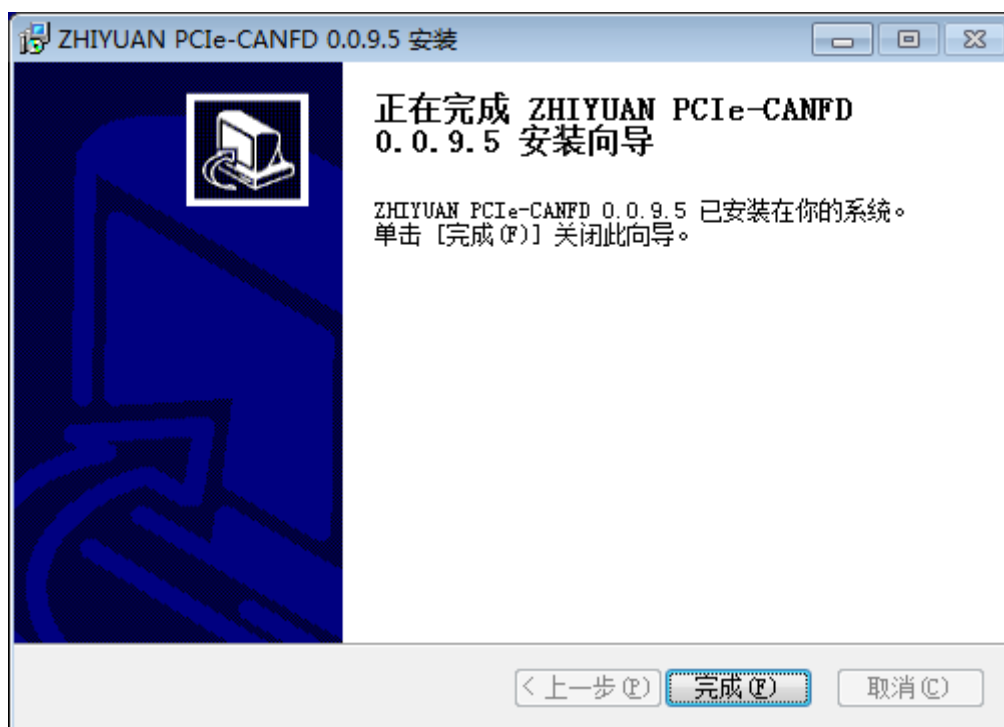 ZHIYUAN PCIe-CANFD 0.0.9.5 安装
正在完成 ZHIYUAN PCIe-CANFD
0.0.9.5 安装向导
ZHIYUAN PCIe-CANFD 0.0.9.5 已安装在你的系统。
单击 [完成(F)] 关闭此向导。
< 上一步(P)
完成(F)
取消(C)